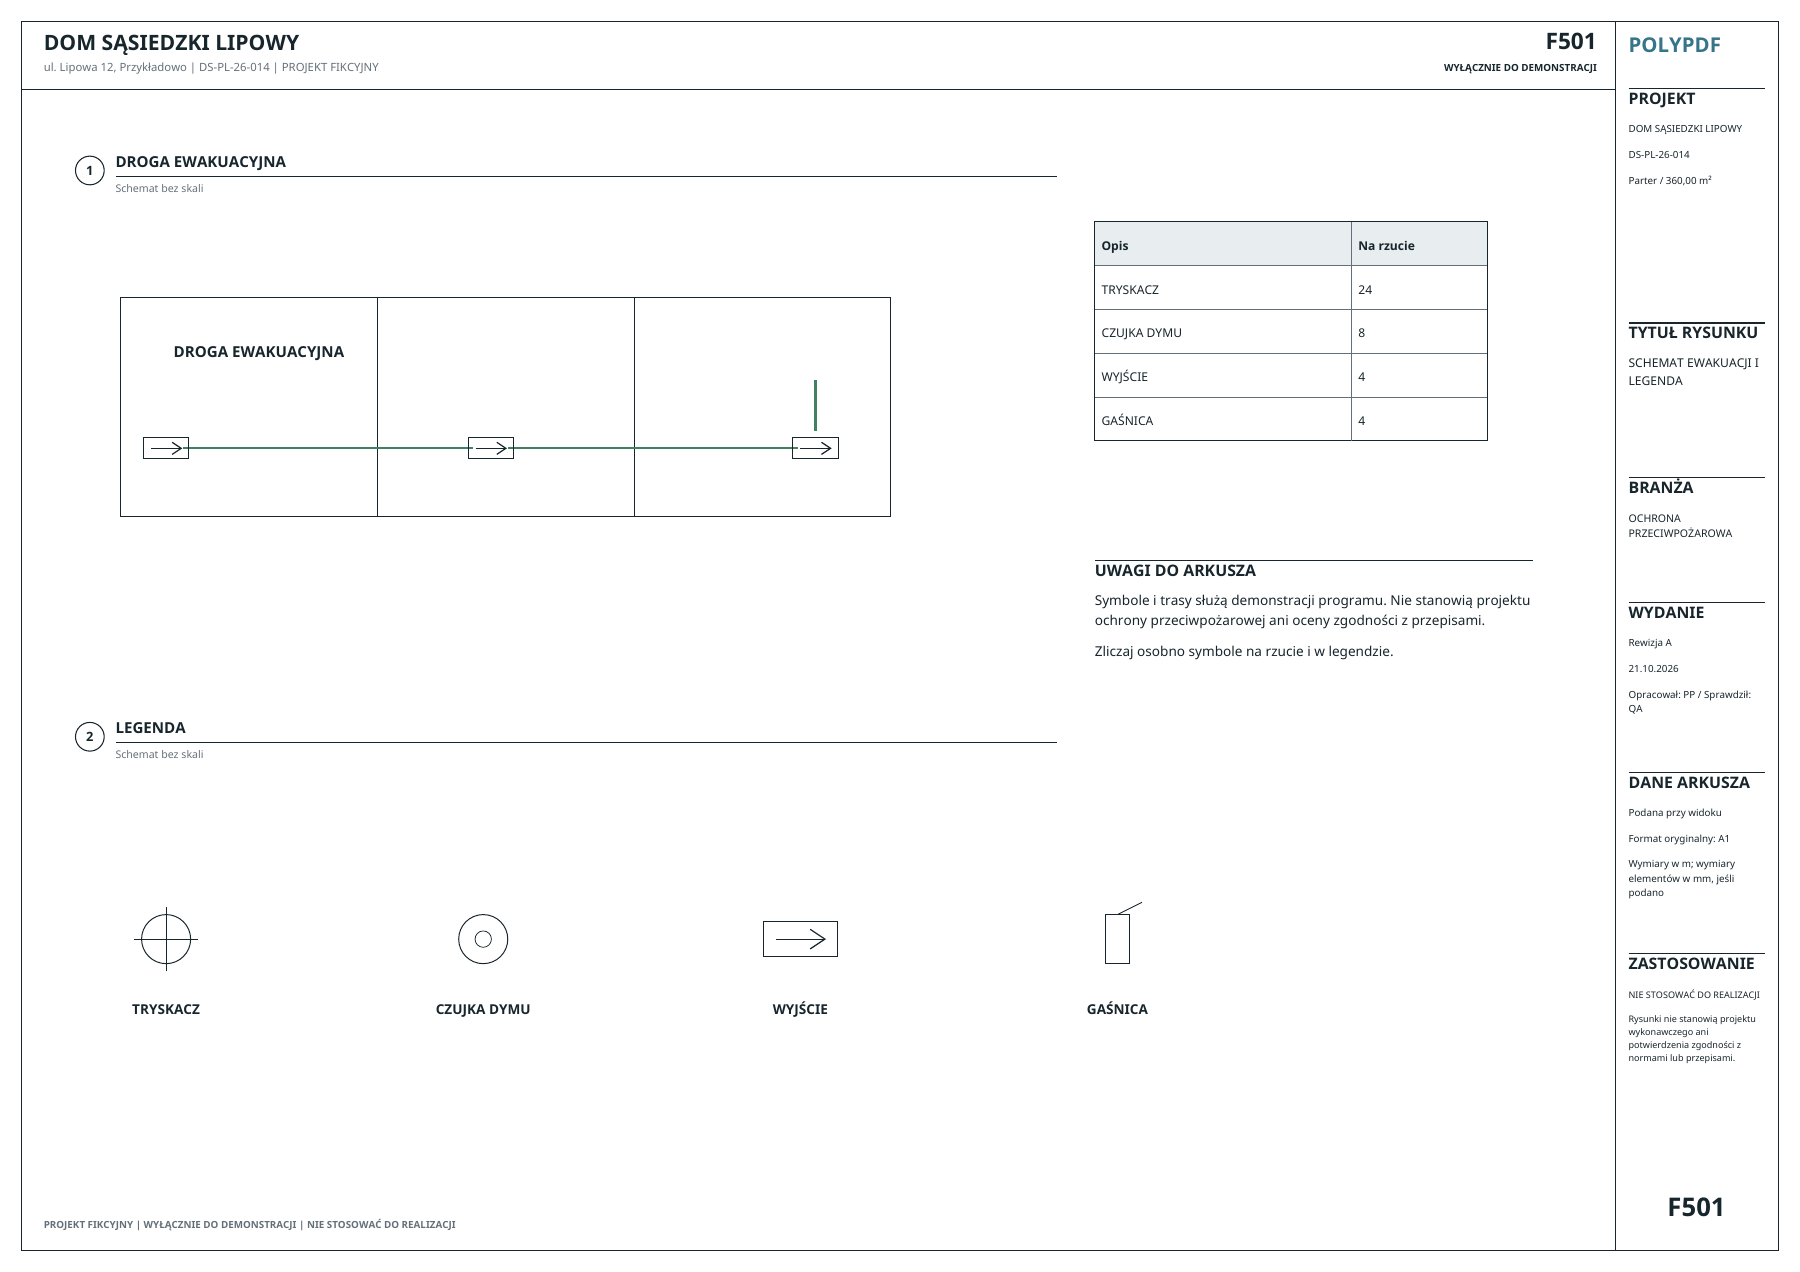 DOM SĄSIEDZKI LIPOWY
ul. Lipowa 12, Przykładowo | DS-PL-26-014 | PROJEKT FIKCYJNY
F501
WYŁĄCZNIE DO DEMONSTRACJI
1
DROGA EWAKUACYJNA
Schemat bez skali
DROGA EWAKUACYJNA
Opis Na rzucie
TRYSKACZ 24
CZUJKA DYMU 8
WYJŚCIE 4
GAŚNICA 4
UWAGI DO ARKUSZA
Symbole i trasy służą demonstracji programu. Nie stanowią projektu
ochrony przeciwpożarowej ani oceny zgodności z przepisami.
Zliczaj osobno symbole na rzucie i w legendzie.
2
LEGENDA
Schemat bez skali
TRYSKACZ
CZUJKA DYMU
WYJŚCIE
GAŚNICA
PROJEKT FIKCYJNY | WYŁĄCZNIE DO DEMONSTRACJI | NIE STOSOWAĆ DO REALIZACJI
POLYPDF
PROJEKT
DOM SĄSIEDZKI LIPOWY
DS-PL-26-014
Parter / 360,00 m²
TYTUŁ RYSUNKU
SCHEMAT EWAKUACJI I
LEGENDA
BRANŻA
OCHRONA
PRZECIWPOŻAROWA
WYDANIE
Rewizja A
21.10.2026
Opracował: PP / Sprawdził:
QA
DANE ARKUSZA
Podana przy widoku
Format oryginalny: A1
Wymiary w m; wymiary
elementów w mm, jeśli
podano
ZASTOSOWANIE
NIE STOSOWAĆ DO REALIZACJI
Rysunki nie stanowią projektu
wykonawczego ani
potwierdzenia zgodności z
normami lub przepisami.
F501